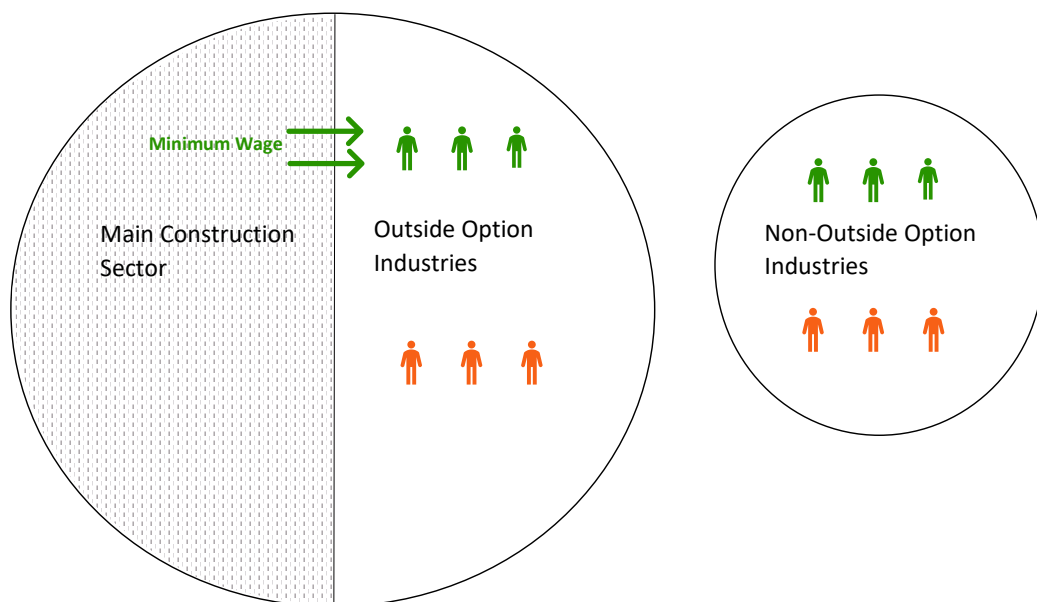 Minimum Wage
Main Construction
Sector
Outside Option
Industries
Non-Outside Option
Industries